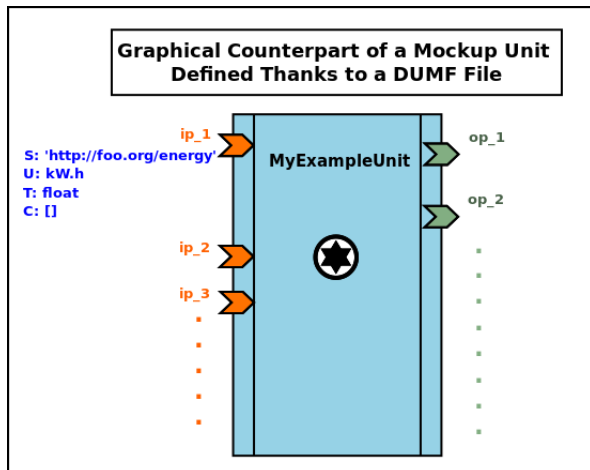 Graphical Counterpart of a Mockup Unit
Defined Thanks to a DUMF File
ip_1
S: 'http://foo.org/energy'
U: kW.h
T: float
C: []
MyExampleUnit
op_1
op_2
ip_2
ip_3